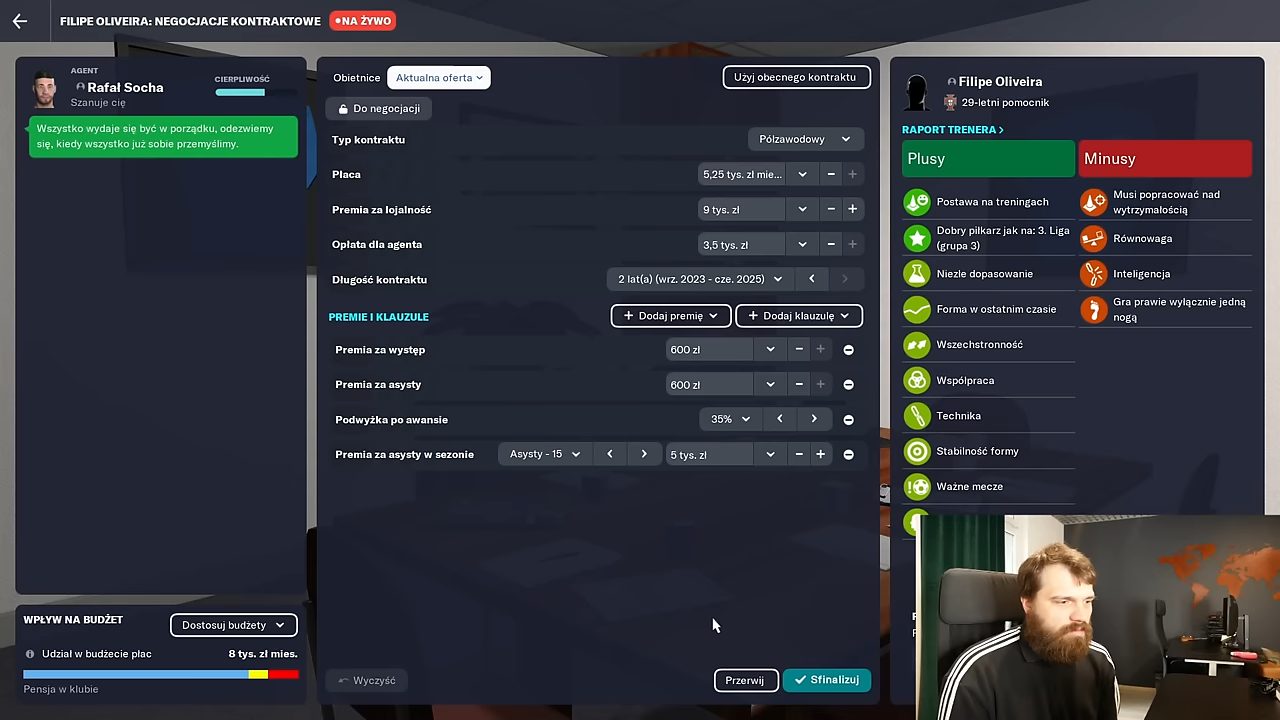 FILIPE OLIVEIRA: NEGOCJACJE KONTRAKTOWE
NA ŻYWO
AGENT
Rafał Socha
Szanuje cię
CIERPLIWOŚĆ
Wszystko wydaje się być w porządku, odezwiemy
się, kiedy wszystko już sobie przemyślimy.
Obietnice
Aktualna oferta
Użyj obecnego kontraktu
Do negocjacji
Typ kontraktu
Półzawodowy
Płaca
5,25 tys. zł mie...
Premia za lojalność
9 tys. zł
Opłata dla agenta
3,5 tys. zł
Długość kontraktu
2 lat(a) (wrz. 2023 - cze. 2025)
PREMIE I KLAUZULE
Dodaj premię
Dodaj klauzulę
Premia za występ
600 zł
Premia za asysty
600 zł
Podwyżka po awansie
35%
Premia za asysty w sezonie
Asysty - 15
5 tys. zł
Wyczyść
Przerwij
Sfinalizuj
WPŁYW NA BUDŻET
Dostosuj budżety
Udział w budżecie płac
8 tys. zł mies.
Pensja w klubie
Filipe Oliveira
29-letni pomocnik
RAPORT TRENERA
Plusy
Minusy
Postawa na treningach
Dobry piłkarz jak na: 3. Liga
(grupa 3)
Niezłe dopasowanie
Forma w ostatnim czasie
Wszechstronność
Współpraca
Technika
Stabilność formy
Ważne mecze
Musi popracować nad
wytrzymałością
Równowaga
Inteligencja
Gra prawie wyłącznie jedną
nogą